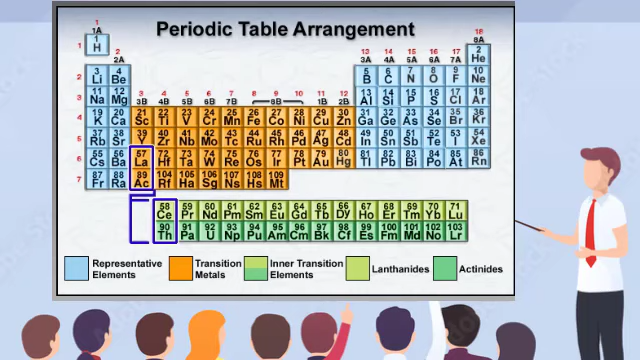 Periodic Table Arrangement
1 18
1A 8A
1 2 13 14 15 16 17 2
1 H 2A 3A 4A 5A 6A 7A He
3 4 5 6 7 8 9 10
2 Li Be B C N O F Ne
11 12 3 4 5 6 7 8 9 10 11 12 13 14 15 16 17 18
3 Na Mg 3B 4B 5B 6B 7B 8B 1B 2B Al Si P S Cl Ar
19 20 21 22 23 24 25 26 27 28 29 30 31 32 33 34 35 36
4 K Ca Sc Ti V Cr Mn Fe Co Ni Cu Zn Ga Ge As Se Br Kr
37 38 39 40 41 42 43 44 45 46 47 48 49 50 51 52 53 54
5 Rb Sr Y Zr Nb Mo Tc Ru Rh Pd Ag Cd In Sn Sb Te I Xe
55 56 57 72 73 74 75 76 77 78 79 80 81 82 83 84 85 86
6 Cs Ba La Hf Ta W Re Os Ir Pt Au Hg Tl Pb Bi Po At Rn
87 88 89 104 105 106 107 108 109
7 Fr Ra Ac Rf Ha Sg Ns Hs Mt
58 59 60 61 62 63 64 65 66 67 68 69 70 71
Ce Pr Nd Pm Sm Eu Gd Tb Dy Ho Er Tm Yb Lu
90 91 92 93 94 95 96 97 98 99 100 101 102 103
Th Pa U Np Pu Am Cm Bk Cf Es Fm Md No Lr
Representative Transition Inner Transition Lanthanides Actinides
Elements Metals Elements